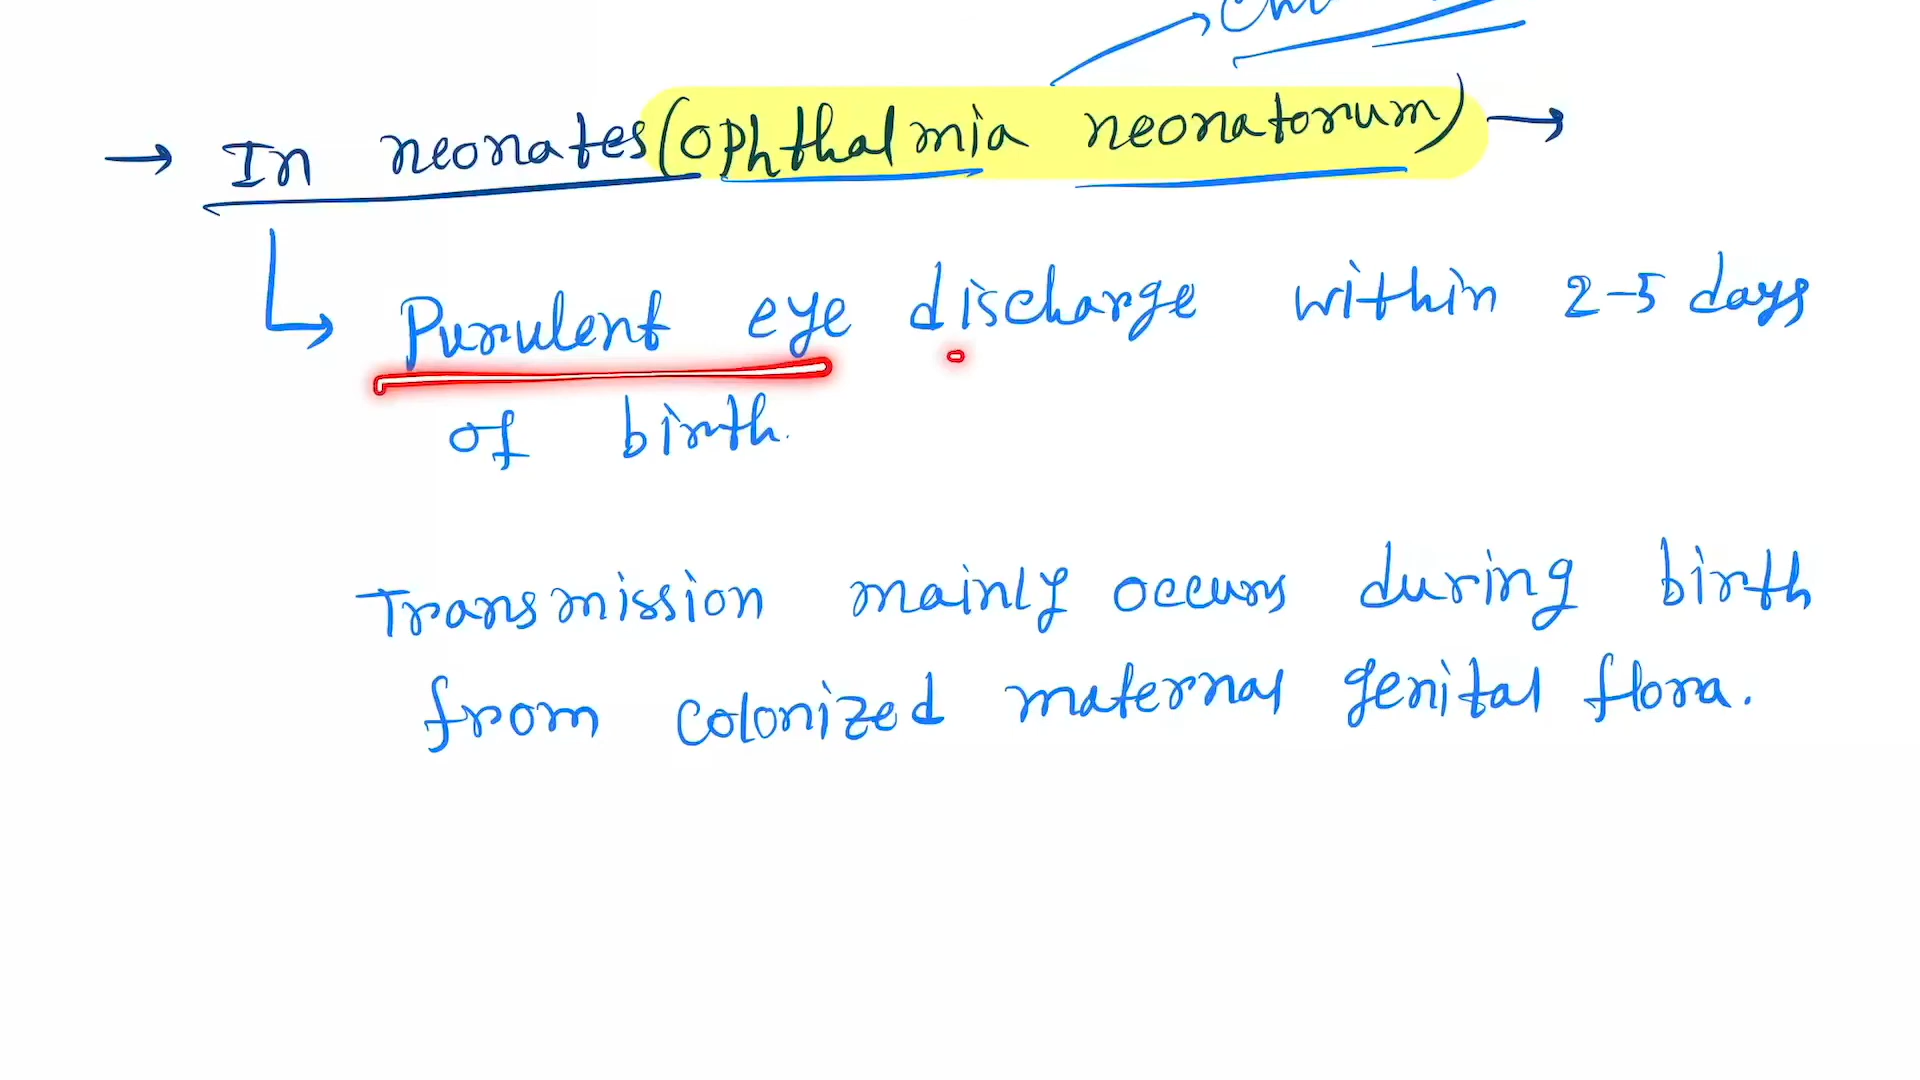 → In neonates (ophthalmia neonatorum) →
Purulent eye discharge within 2-5 days
of birth.
Transmission mainly occurs during birth
from colonized maternal genital flora.